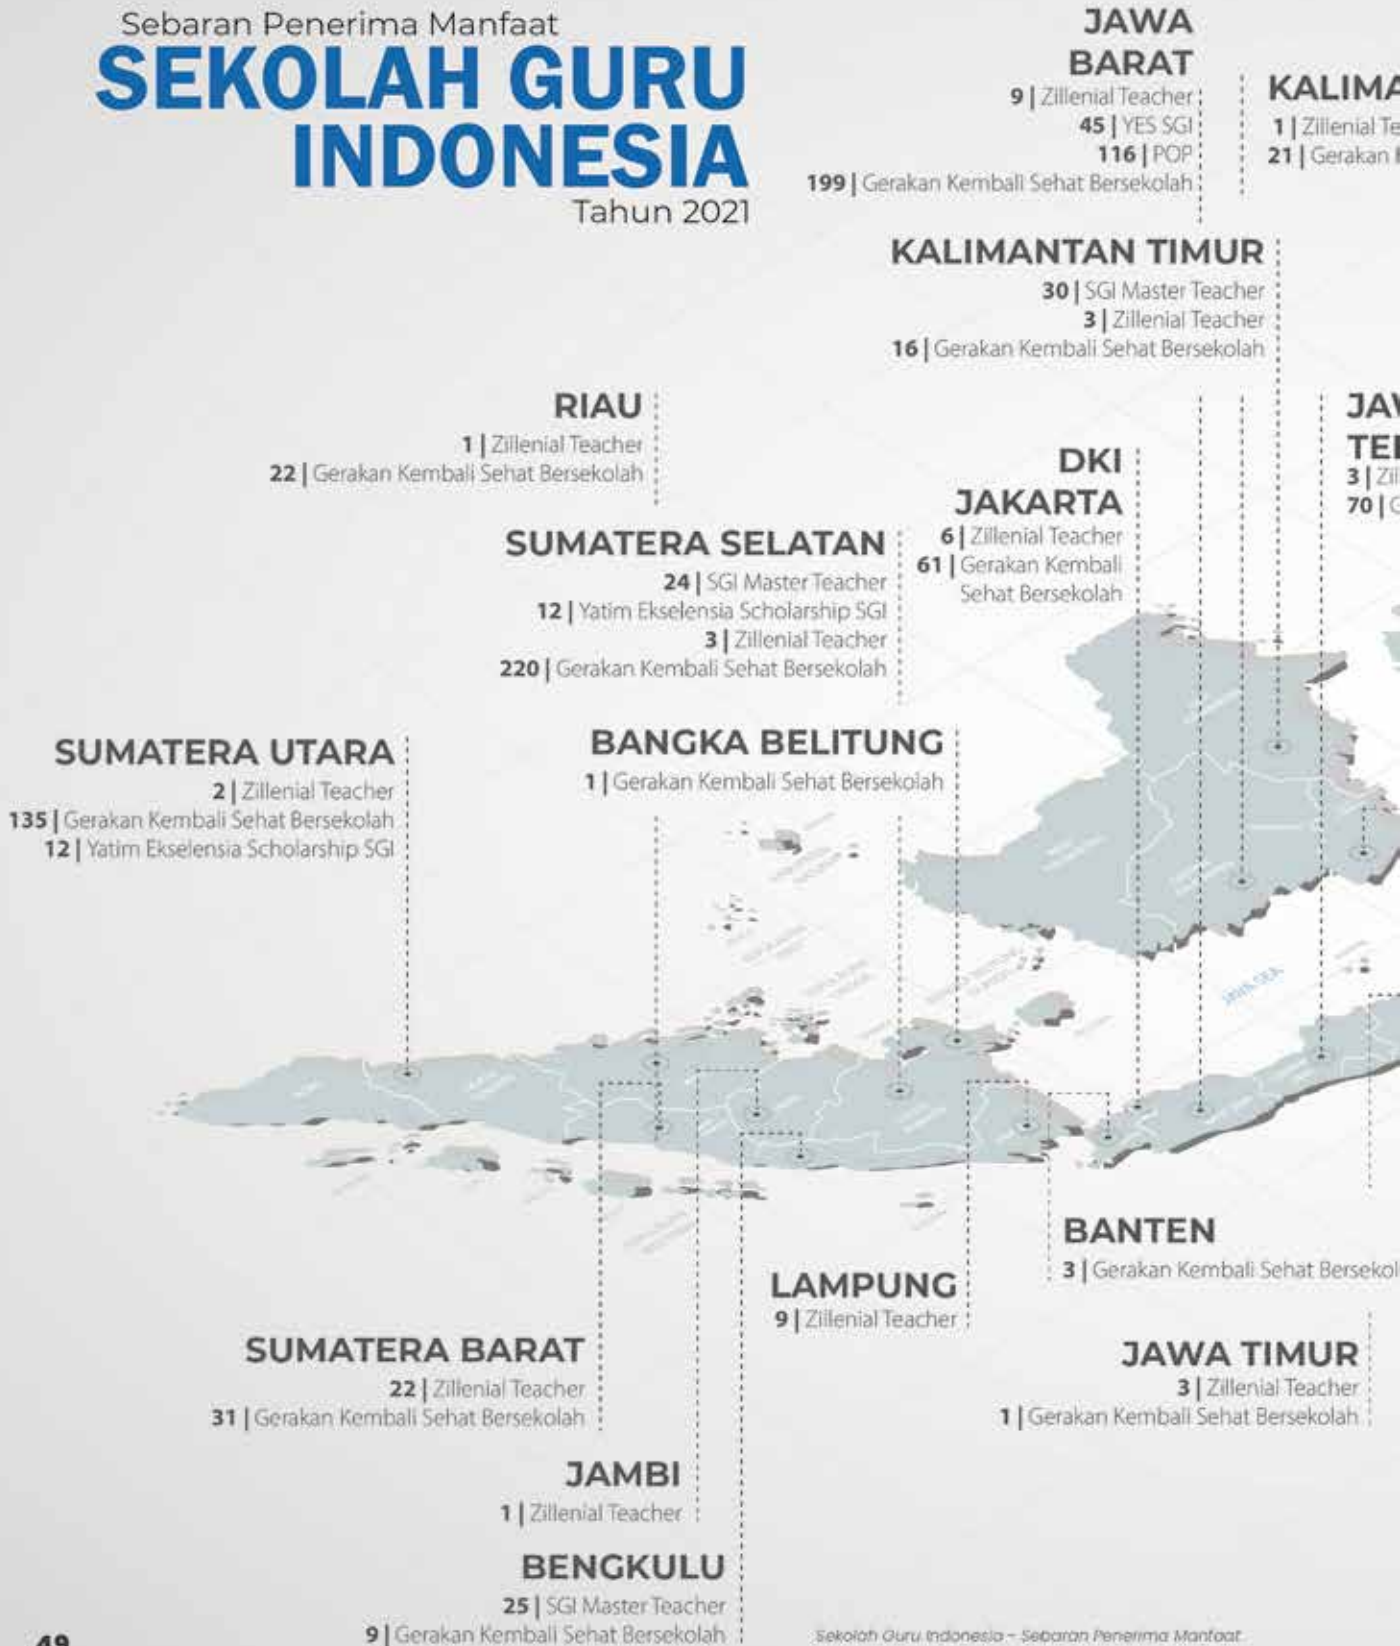 Sebaran Penerima Manfaat
SEKOLAH GURU
INDONESIA
Tahun 2021
JAWA
BARAT
9 | Zillenial Teacher
45 | YES SGI
116 | POP
199 | Gerakan Kembali Sehat Bersekolah
KALIMA
1 | Zillenial Te
21 | Gerakan
KALIMANTAN TIMUR
30 | SGI Master Teacher
3 | Zillenial Teacher
16 | Gerakan Kembali Sehat Bersekolah
RIAU
1 | Zillenial Teacher
22 | Gerakan Kembali Sehat Bersekolah
DKI
JAKARTA
6 | Zillenial Teacher
61 | Gerakan Kembali
Sehat Bersekolah
JAW
TEN
3 | Zil
70 | G
SUMATERA SELATAN
24 | SGI Master Teacher
12 | Yatim Ekselensia Scholarship SGI
3 | Zillenial Teacher
220 | Gerakan Kembali Sehat Bersekolah
SUMATERA UTARA
2 | Zillenial Teacher
135 | Gerakan Kembali Sehat Bersekolah
12 | Yatim Ekselensia Scholarship SGI
BANGKA BELITUNG
1 | Gerakan Kembali Sehat Bersekolah
JAVA SEA
BANTEN
3 | Gerakan Kembali Sehat Bersekol
LAMPUNG
9 | Zillenial Teacher
SUMATERA BARAT
22 | Zillenial Teacher
31 | Gerakan Kembali Sehat Bersekolah
JAWA TIMUR
3 | Zillenial Teacher
1 | Gerakan Kembali Sehat Bersekolah
JAMBI
1 | Zillenial Teacher
BENGKULU
25 | SGI Master Teacher
9 | Gerakan Kembali Sehat Bersekolah
49
Sekolah Guru Indonesia - Sebaran Penerima Manfaat